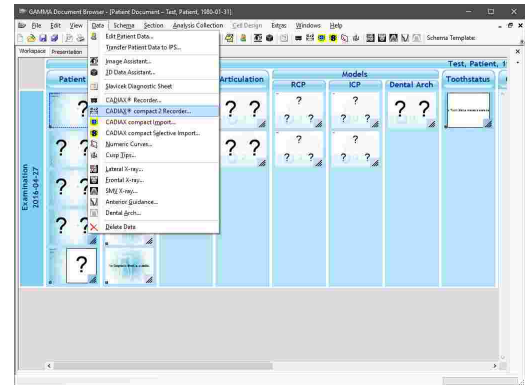 GAMMA Document Browser - [Patient Document - Test, Patient, 1980-01-31]
File Edit View Data Schema Section Analysis Collection Cell Design Extras Windows Help
Schema Template:
Workspace Presentation
Edit Patient Data...
Transfer Patient Data to IPS...
Image Assistant...
3D Data Assistant...
Slavicek Diagnostic Sheet
CADIAX® Recorder...
CADIAX® compact 2 Recorder...
CADIAX compact Import...
CADIAX compact Selective Import...
Numeric Curves...
Cusp Tips...
Lateral X-ray...
Frontal X-ray...
SMV X-ray...
Anterior Guidance...
Dental Arch...
Delete Data
Test, Patient, 1
Patient
Articulation
Models
RCP
ICP
Dental Arch
Toothstatus
Examination
2016-04-27